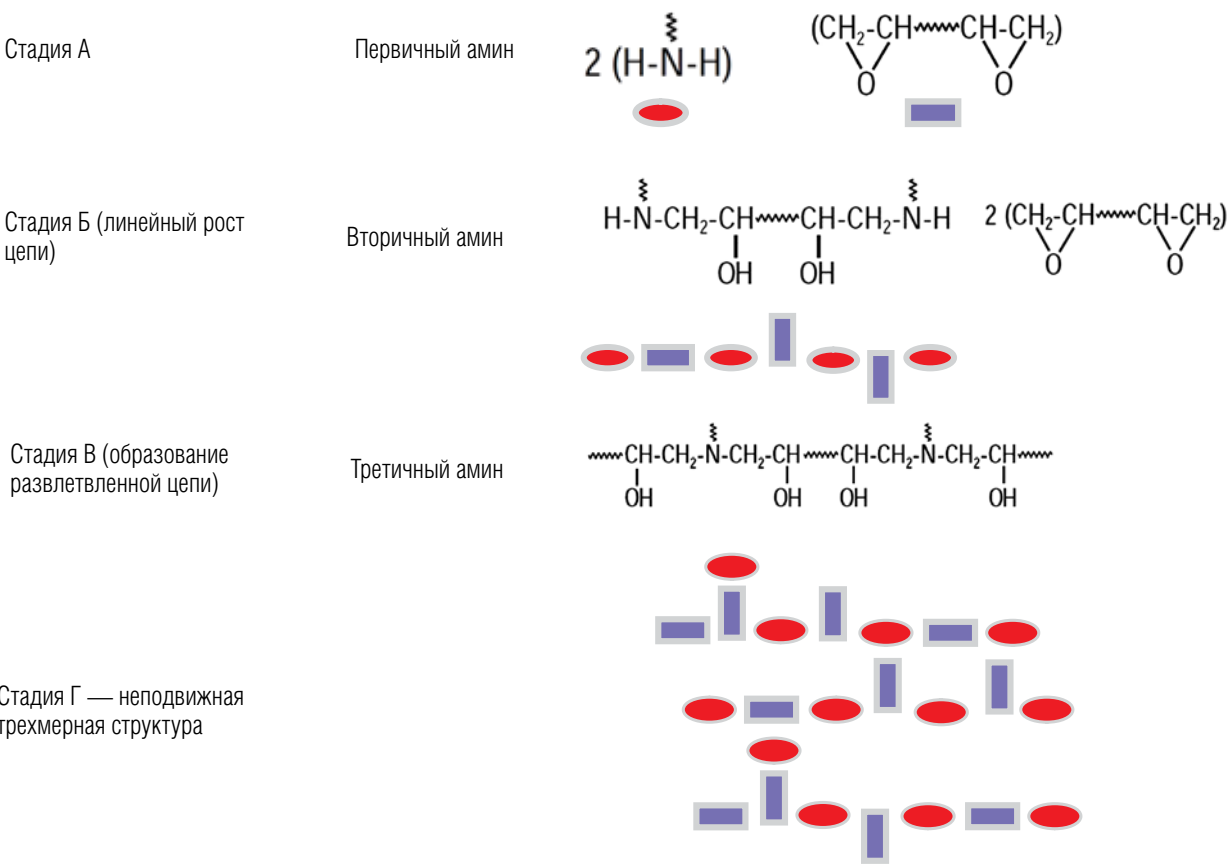 Стадия А
Первичный амин
2 (H-N-H)
(CH₂-CH CH-CH₂)
O O
Стадия Б (линейный рост
цепи)
Вторичный амин
H-N-CH₂-CH CH-CH₂-N-H
OH OH
2 (CH₂-CH CH-CH₂)
O O
Стадия В (образование
развлетвленной цепи)
Третичный амин
CH-CH₂-N-CH₂-CH CH-CH₂-N-CH₂-CH
OH OH OH OH
Стадия Г — неподвижная
трехмерная структура